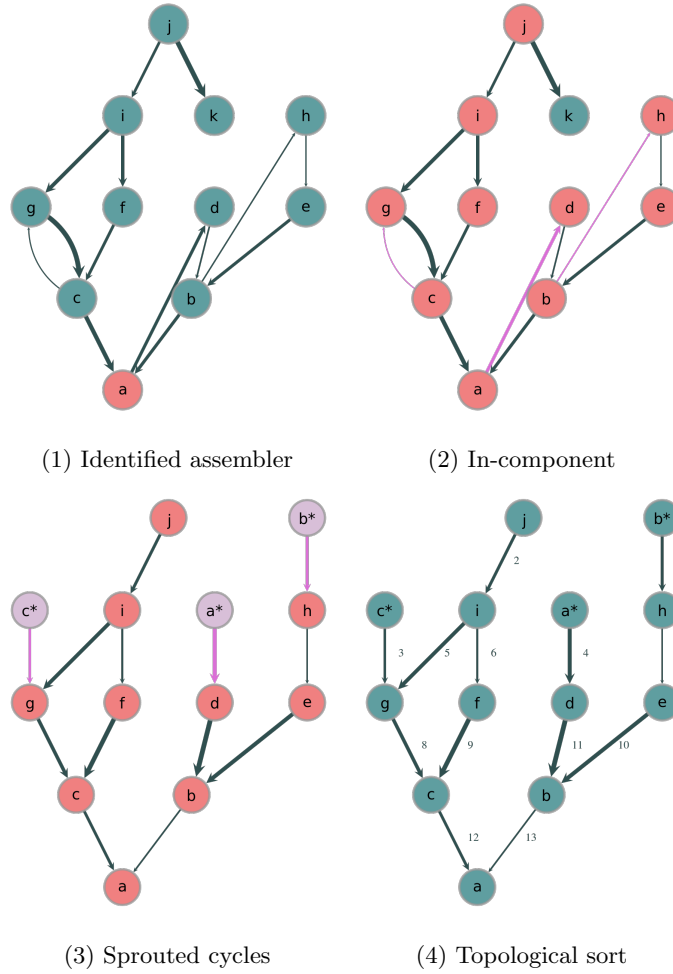 j
j
i
k
h
i
k
h
g
f
d
e
g
f
d
e
c
b
c
b
a
a
(1) Identified assembler
(2) In-component
j
b*
j
b*
2
c*
i
a*
h
c*
i
a*
h
3
5
6
4
g
f
d
e
g
f
d
e
8
9
11
10
c
b
c
b
12
13
a
a
(3) Sprouted cycles
(4) Topological sort